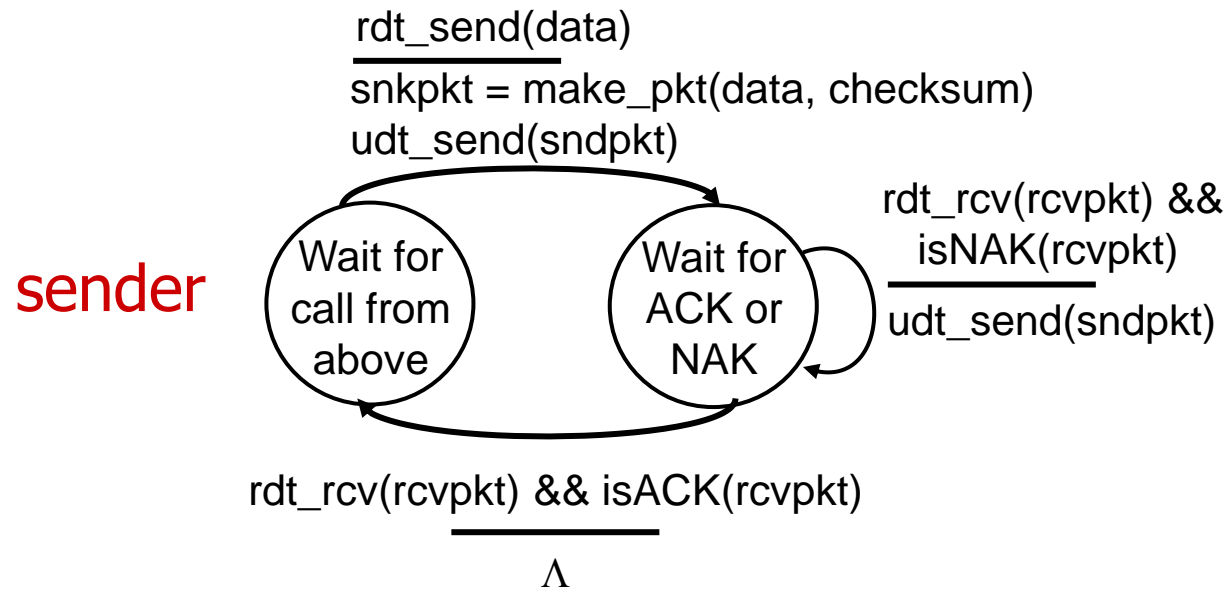 rdt_send(data)
snkpkt = make_pkt(data, checksum)
udt_send(sndpkt)
sender
Wait for
call from
above
Wait for
ACK or
NAK
rdt_rcv(rcvpkt) &&
isNAK(rcvpkt)
udt_send(sndpkt)
rdt_rcv(rcvpkt) && isACK(rcvpkt)
Λ